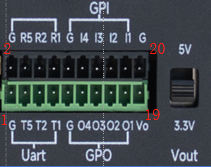 GPI
G R5 R2 R1 G I4 I3 I2 I1 G
2 20 5V
1 19 3.3V
G T5 T2 T1 G O4 O3 O2 O1 Vo
Uart GPO Vout